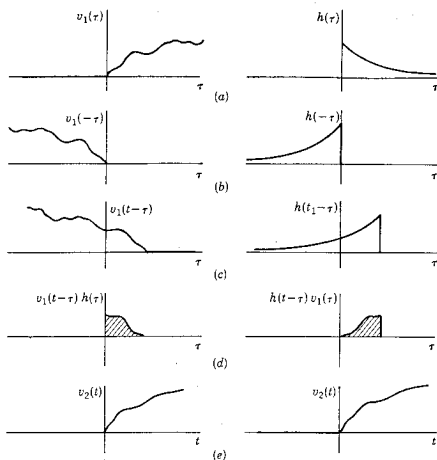 v₁(τ)
h(τ)
τ
τ
(a)
v₁(−τ)
h(−τ)
τ
τ
(b)
v₁(t−τ)
h(t₁−τ)
τ
τ
(c)
v₁(t−τ) h(τ)
h(t−τ) v₁(τ)
τ
τ
(d)
v₂(t)
v₂(t)
t
t
(e)